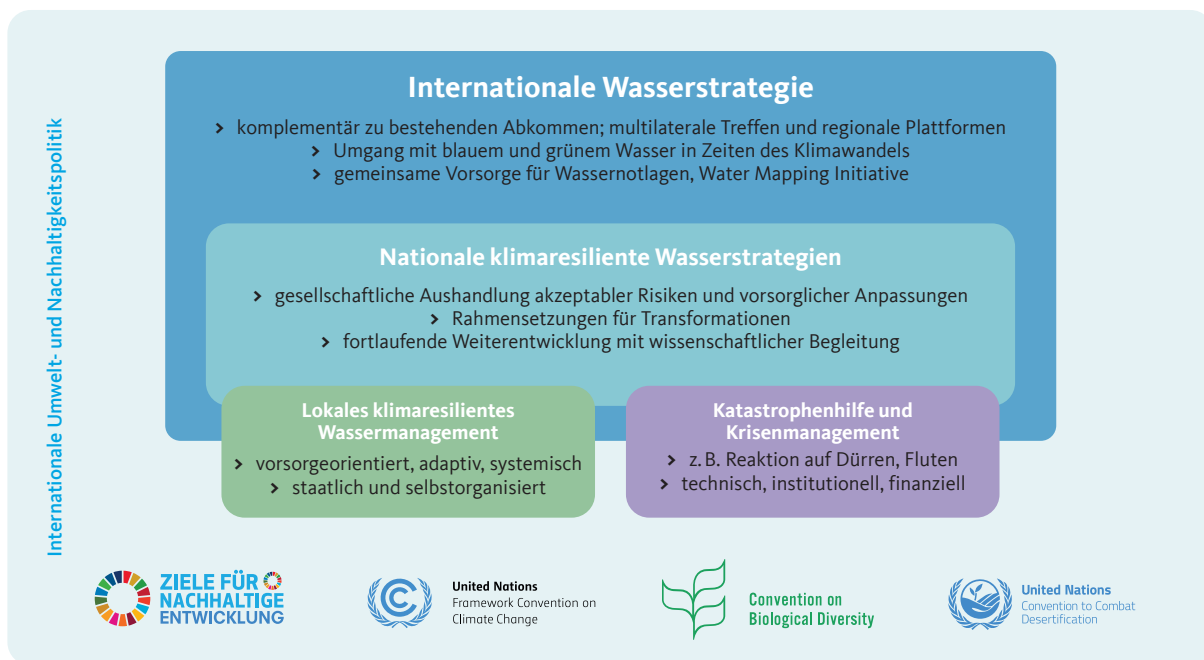 Internationale Umwelt- und Nachhaltigkeitspolitik
Internationale Wasserstrategie
> komplementär zu bestehenden Abkommen; multilaterale Treffen und regionale Plattformen
> Umgang mit blauem und grünem Wasser in Zeiten des Klimawandels
> gemeinsame Vorsorge für Wassernotlagen, Water Mapping Initiative
Nationale klimaresiliente Wasserstrategien
> gesellschaftliche Aushandlung akzeptabler Risiken und vorsorglicher Anpassungen
> Rahmensetzungen für Transformationen
> fortlaufende Weiterentwicklung mit wissenschaftlicher Begleitung
Lokales klimaresilientes
Wassermanagement
> vorsorgeorientiert, adaptiv, systemisch
> staatlich und selbstorganisiert
Katastrophenhilfe und
Krisenmanagement
> z. B. Reaktion auf Dürren, Fluten
> technisch, institutionell, finanziell
ZIELE FÜR
NACHHALTIGE
ENTWICKLUNG
United Nations
Framework Convention on
Climate Change
Convention on
Biological Diversity
United Nations
Convention to Combat
Desertification